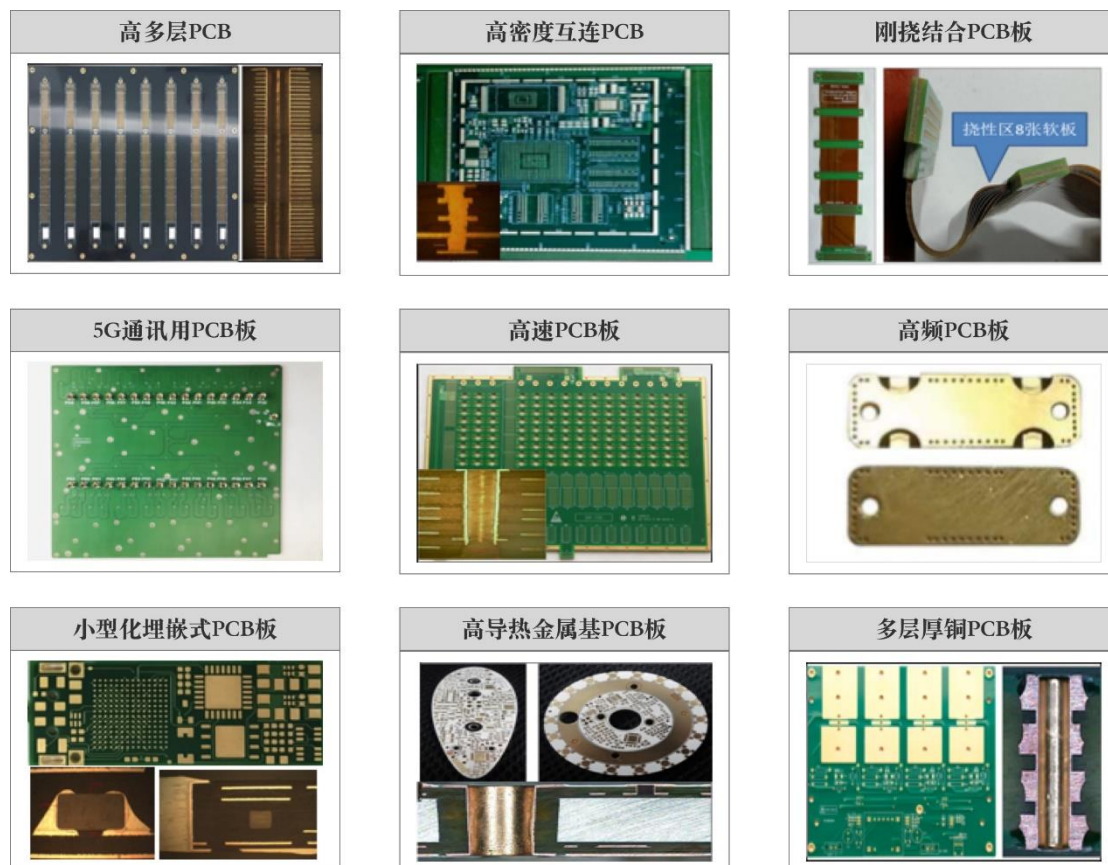 高多层PCB
高密度互连PCB
刚挠结合PCB板
挠性区8张软板
5G通讯用PCB板
高速PCB板
高频PCB板
小型化埋嵌式PCB板
高导热金属基PCB板
多层厚铜PCB板